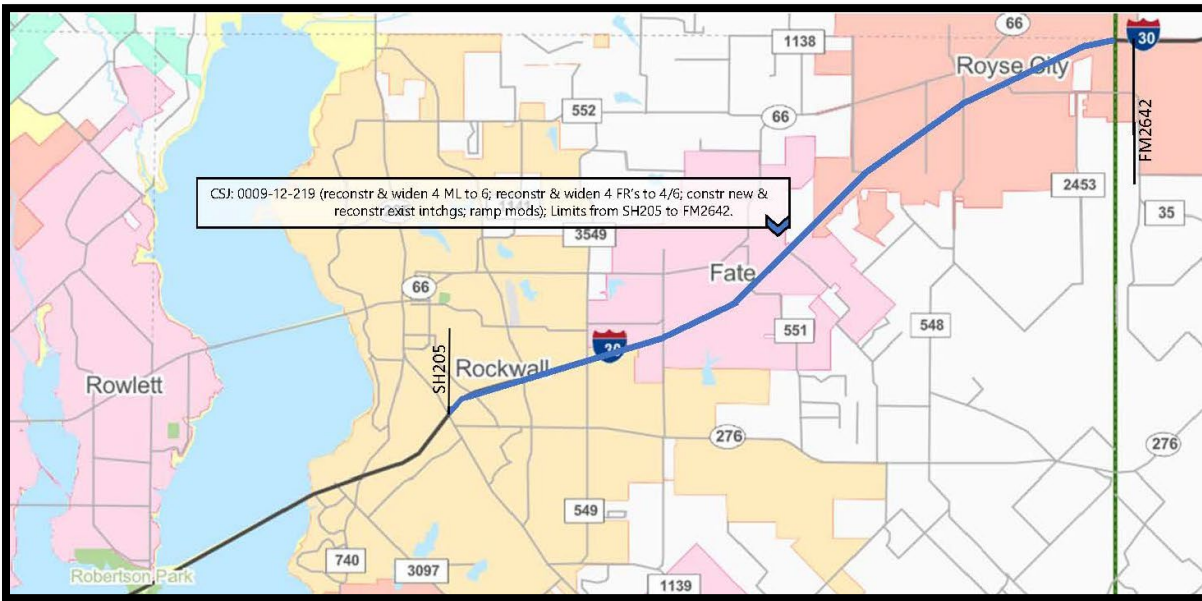 66
30
1138
Royse City
552
66
FM2642
2453
CSJ: 0009-12-219 (reconstr & widen 4 ML to 6; reconstr & widen 4 FR's to 4/6; constr new &
reconstr exist intchgs; ramp mods); Limits from SH205 to FM2642.
35
3549
Fate
66
551
548
30
SH205
Rockwall
Rowlett
276
276
549
740
3097
1139
Robertson Park